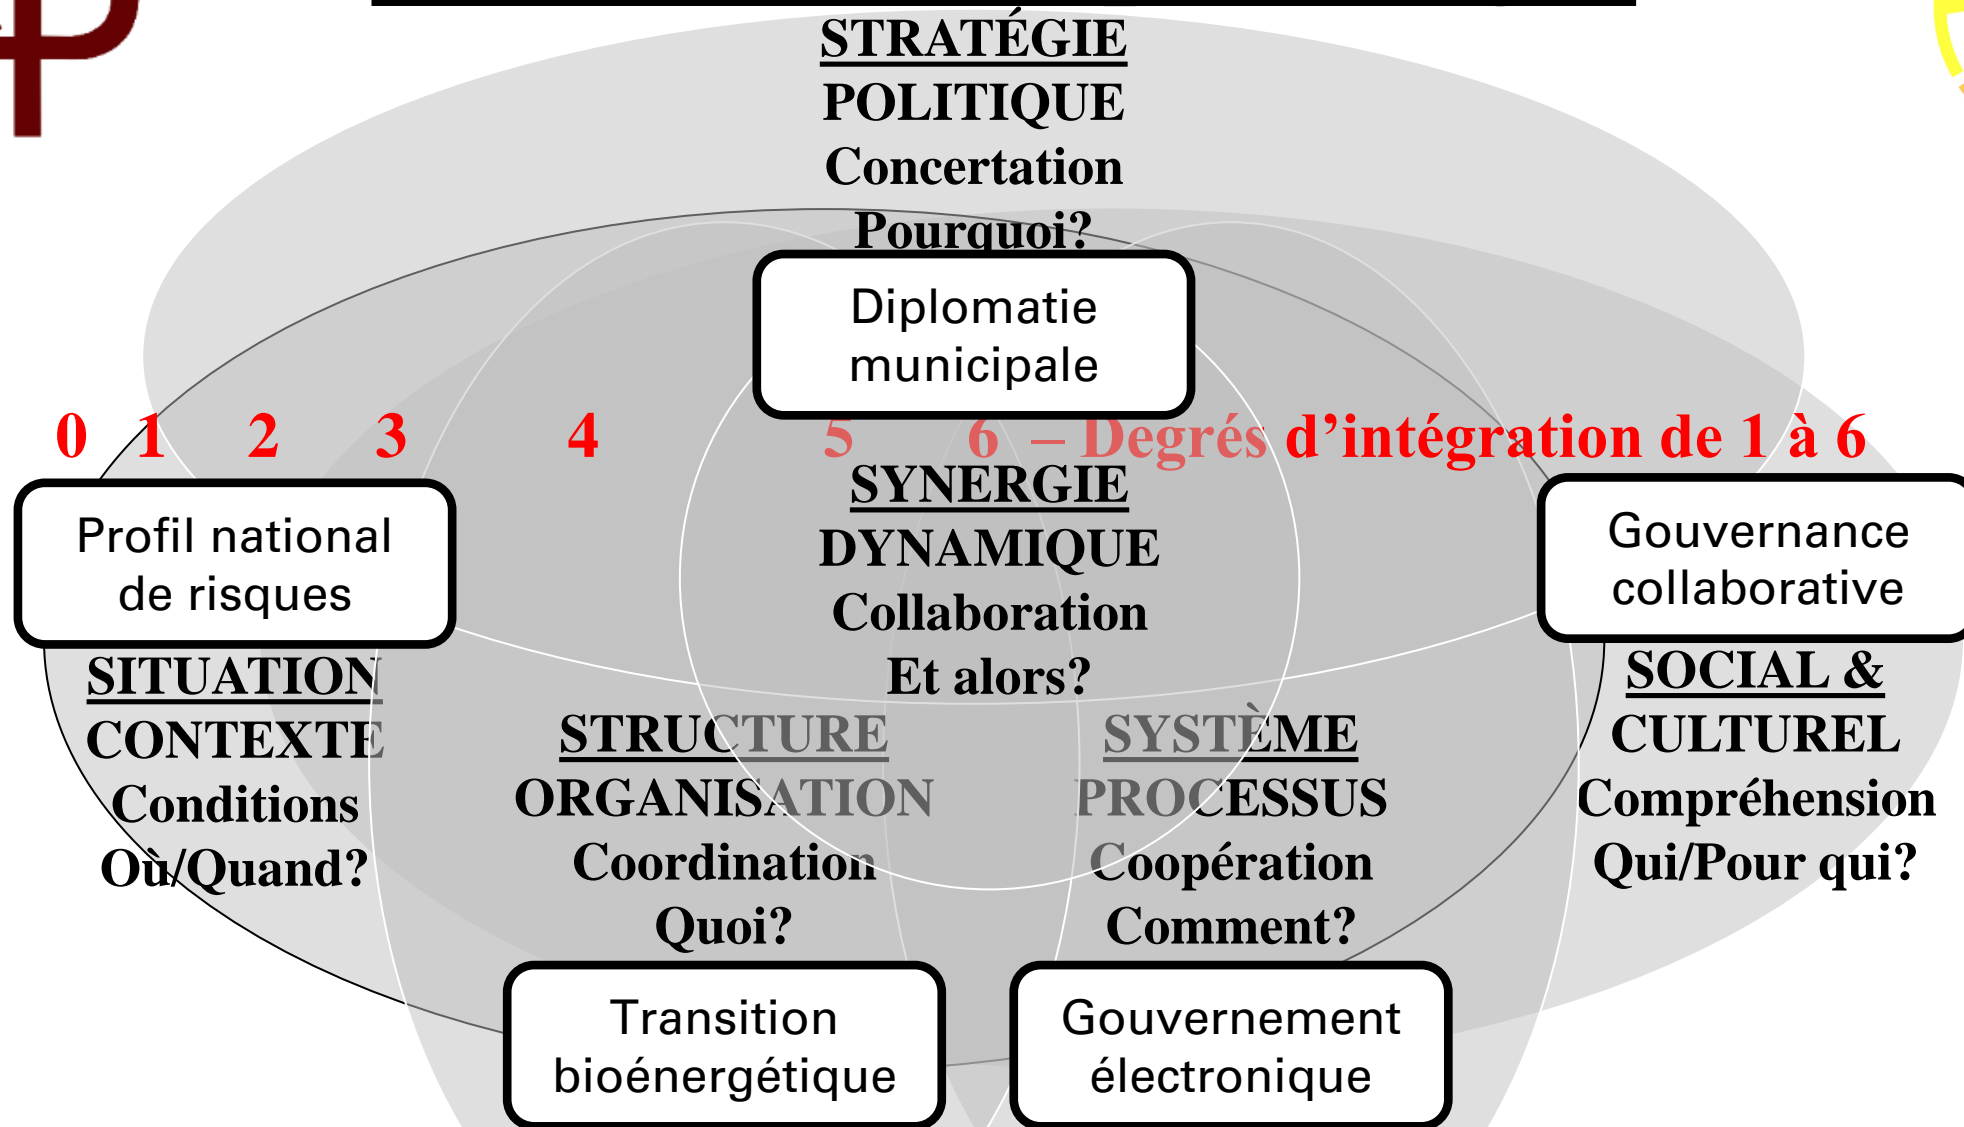 STRATÉGIE
POLITIQUE
Concertation
Pourquoi?
Diplomatie
municipale
0 1 2 3 4 5 6 – Degrés d’intégration de 1 à 6
Profil national
de risques
SITUATION
CONTEXTE
Conditions
Où/Quand?
SYNERGIE
DYNAMIQUE
Collaboration
Et alors?
Gouvernance
collaborative
SOCIAL &
CULTUREL
Compréhension
Qui/Pour qui?
STRUCTURE
ORGANISATION
Coordination
Quoi?
Transition
bioénergétique
SYSTÈME
PROCESSUS
Coopération
Comment?
Gouvernement
électronique